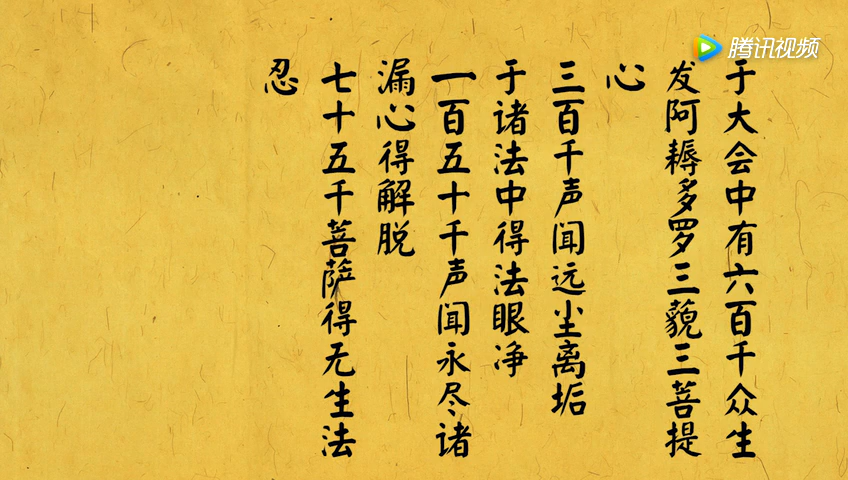 腾讯视频
于大会中有六百千众生
发阿耨多罗三藐三菩提
心
三百千声闻远尘离垢
于诸法中得法眼净
一百五十千声闻永尽诸
漏心得解脱
七十五千菩萨得无生法
忍